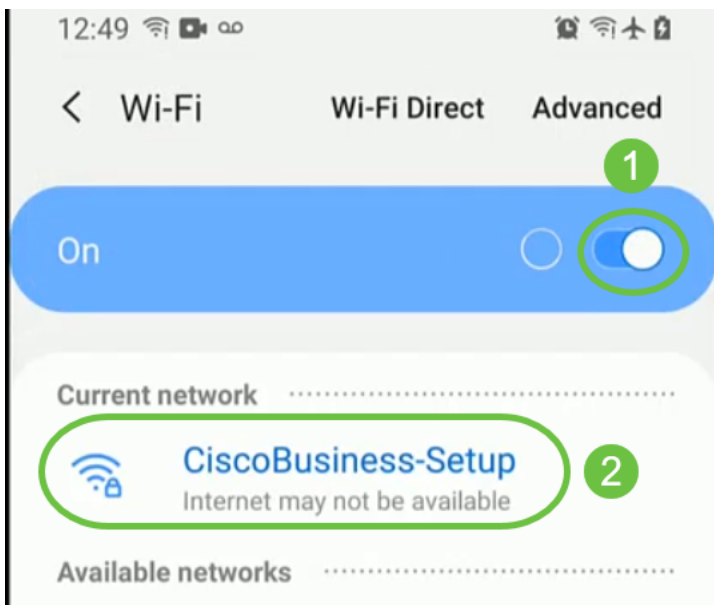 12:49
Wi-Fi Wi-Fi Direct Advanced
1
On
Current network
CiscoBusiness-Setup
2
Internet may not be available
Available networks